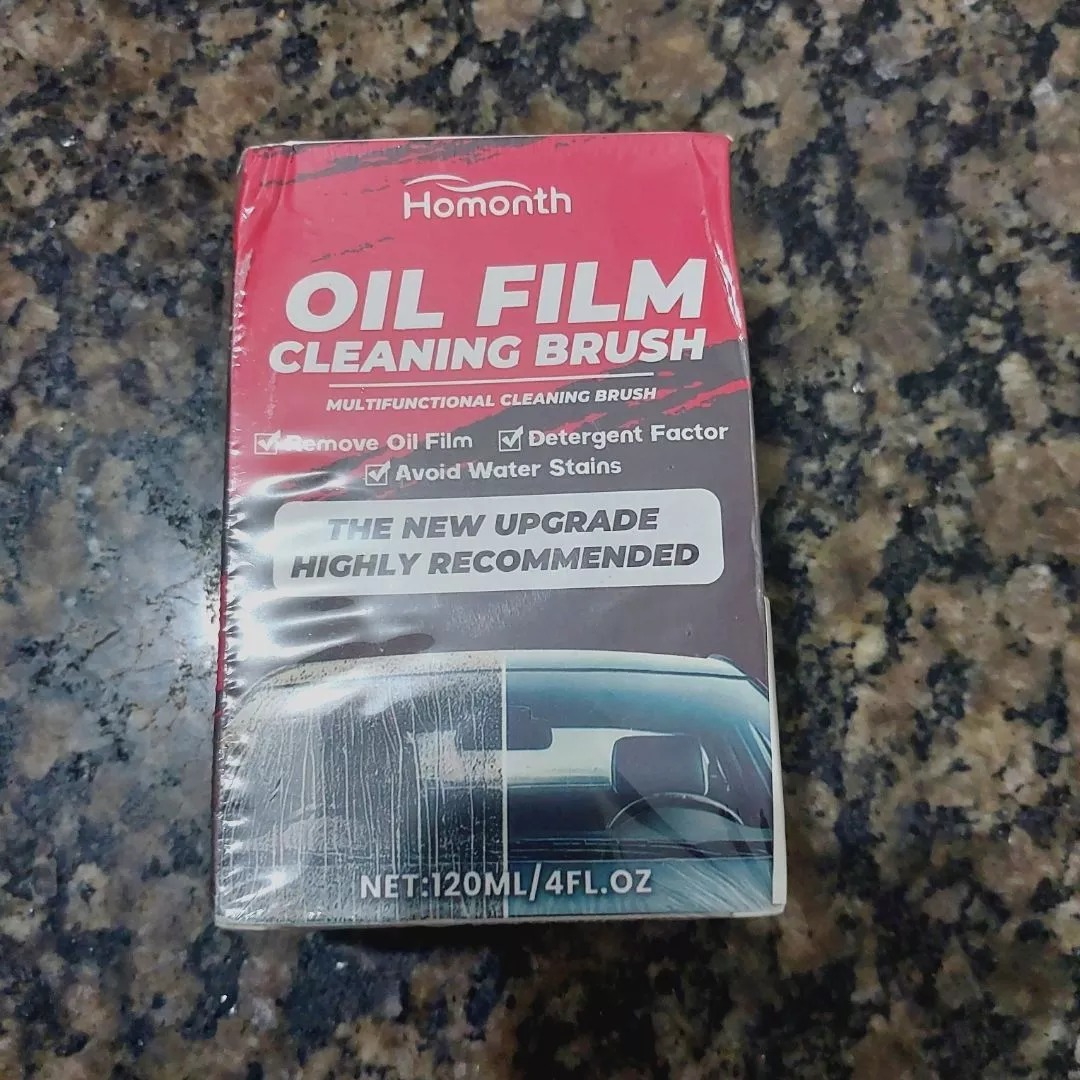 Homonth
OIL FILM
CLEANING BRUSH
MULTIFUNCTIONAL CLEANING BRUSH
Remove Oil Film Detergent Factor
Avoid Water Stains
THE NEW UPGRADE
HIGHLY RECOMMENDED
NET:120ML/4FL.OZ